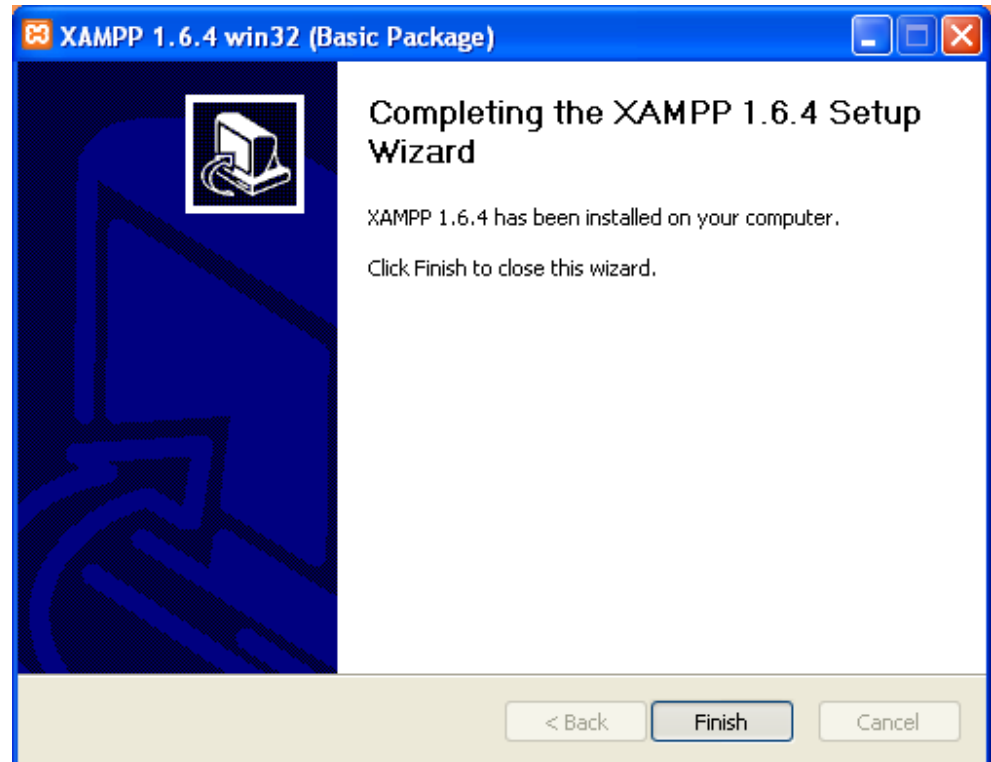 XAMPP 1.6.4 win32 (Basic Package)
Completing the XAMPP 1.6.4 Setup
Wizard
XAMPP 1.6.4 has been installed on your computer.
Click Finish to close this wizard.
< Back Finish Cancel